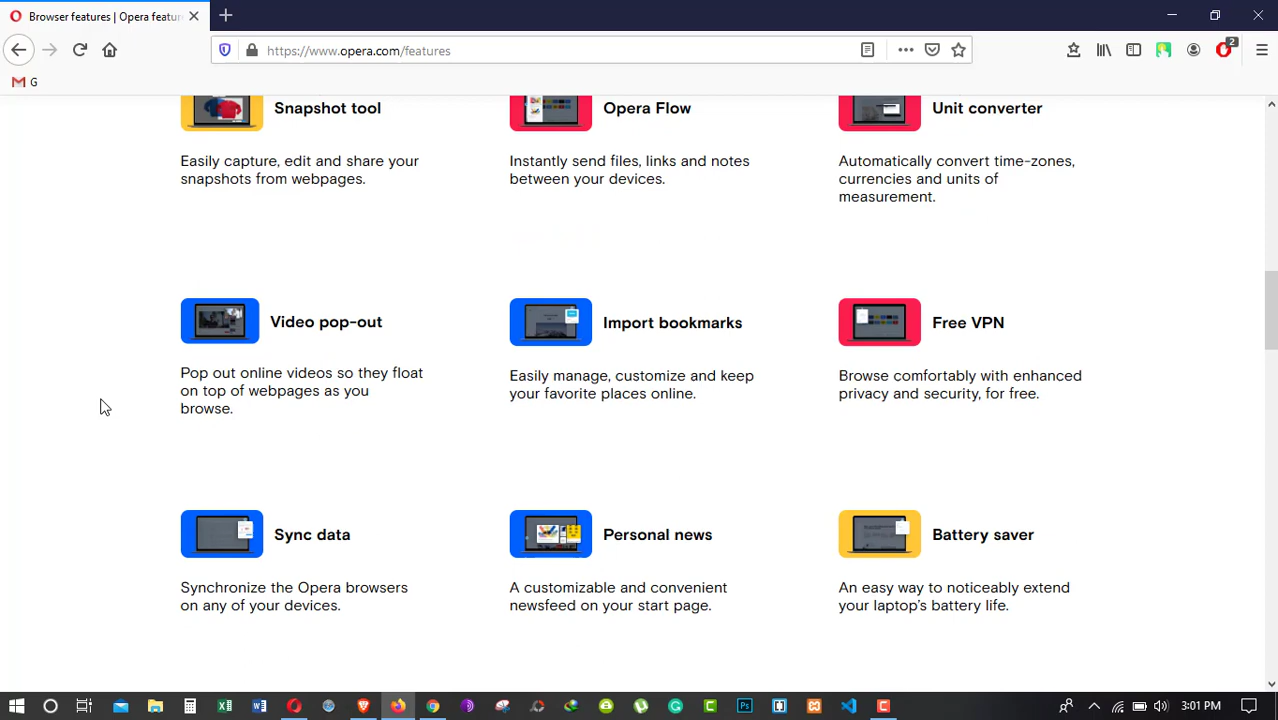 Browser features | Opera featur
https://www.opera.com/features
2
G
Snapshot tool
Opera Flow
Unit converter
Easily capture, edit and share your
snapshots from webpages.
Instantly send files, links and notes
between your devices.
Automatically convert time-zones,
currencies and units of
measurement.
Video pop-out
Import bookmarks
Free VPN
Pop out online videos so they float
on top of webpages as you
browse.
Easily manage, customize and keep
your favorite places online.
Browse comfortably with enhanced
privacy and security, for free.
Sync data
Personal news
Battery saver
Synchronize the Opera browsers
on any of your devices.
A customizable and convenient
newsfeed on your start page.
An easy way to noticeably extend
your laptop's battery life.
3:01 PM